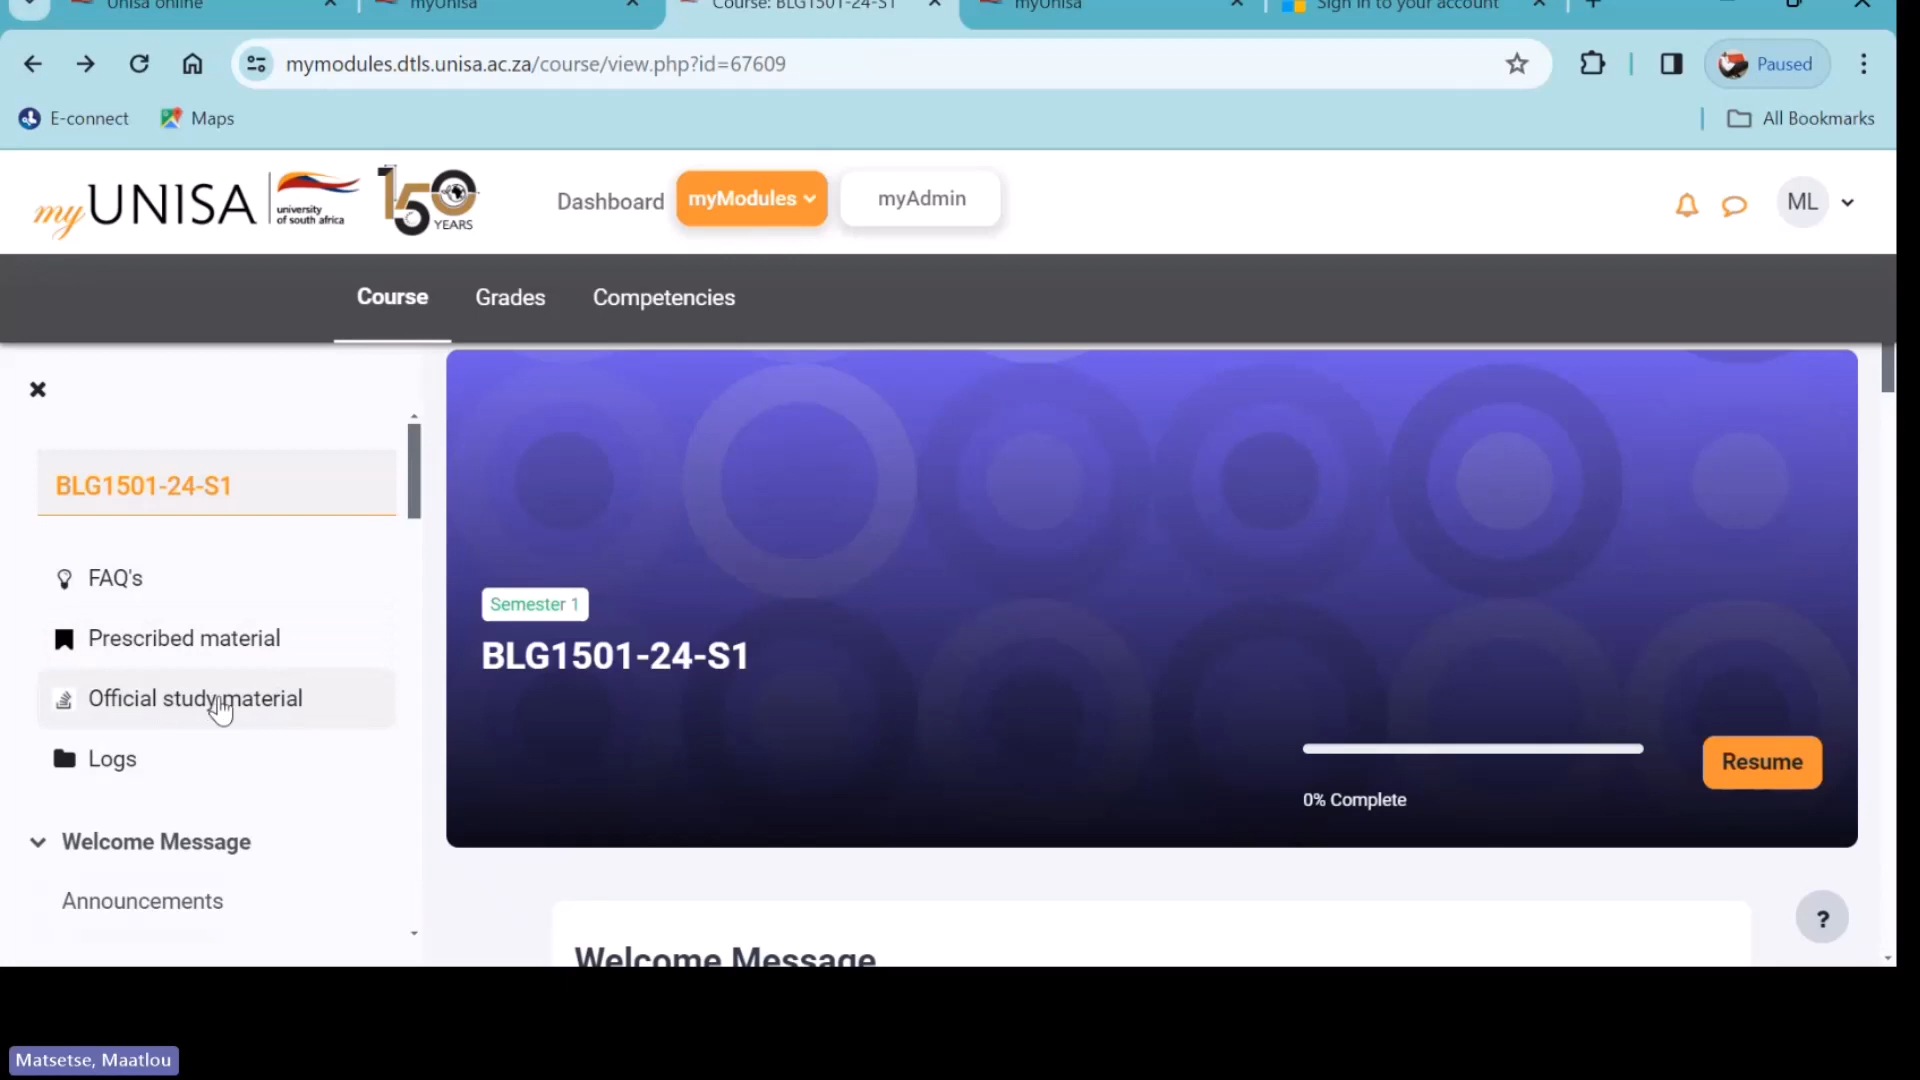 Unisa online
myUnisa
Course: BLG1501-24-S1
myUnisa
Sign in to your account
mymodules.dtls.unisa.ac.za/course/view.php?id=67609
Paused
E-connect
Maps
All Bookmarks
myUNISA
university
of south africa
150
YEARS
Dashboard
myModules
myAdmin
ML
Course
Grades
Competencies
BLG1501-24-S1
FAQ's
Prescribed material
Official study material
Logs
Welcome Message
Announcements
Semester 1
BLG1501-24-S1
0% Complete
Resume
?
Welcome Message
Matsetse, Maatlou